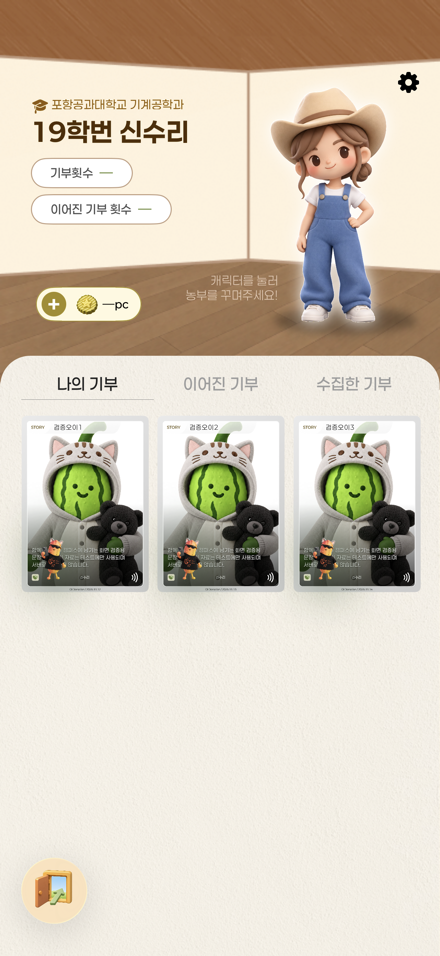 포항공과대학교 기계공학과
19학번 신수리
기부횟수 —
이어진 기부 횟수 —
—pc
캐릭터를 눌러
농부를 꾸며주세요!
나의 기부
이어진 기부
수집한 기부
STORY 검증오이1
STORY 검증오이2
STORY 검증오이3